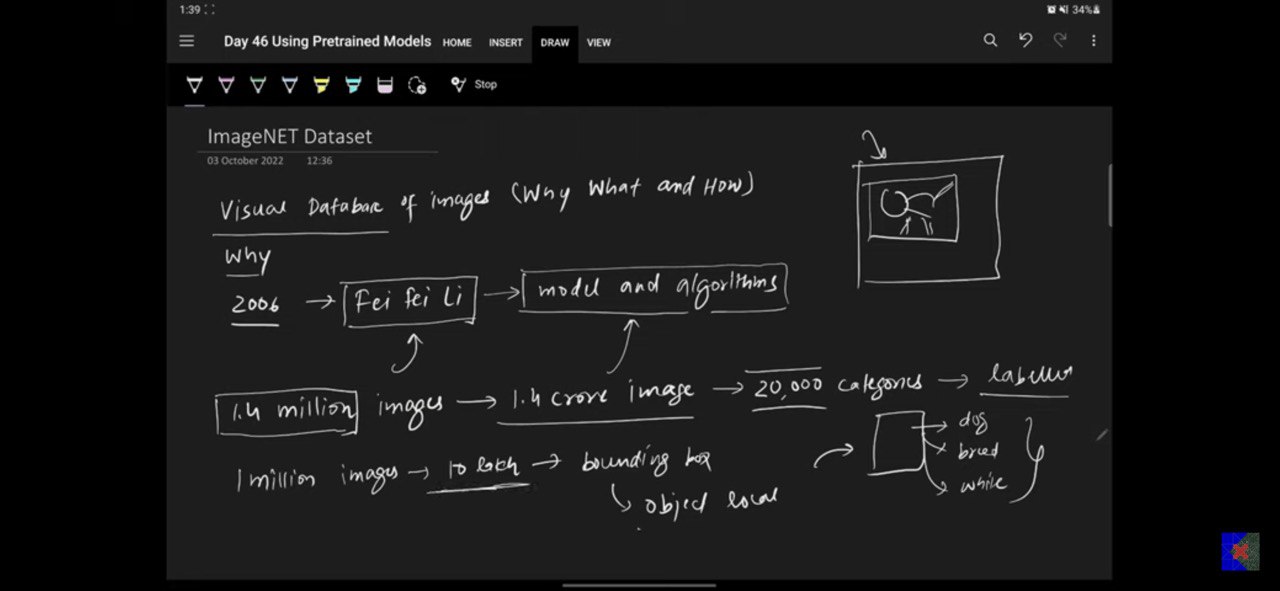 1:39
34%
Day 46 Using Pretrained Models HOME INSERT DRAW VIEW
Stop
ImageNET Dataset
03 October 2022 12:36
Visual Database of images (Why What and How)
Why
2006 → Fei fei Li → model and algorithms
1.4 million images → 1.4 crore image → 20,000 categories →
1 million images → 10 lakh → bounding box
object local
dog
breed
white